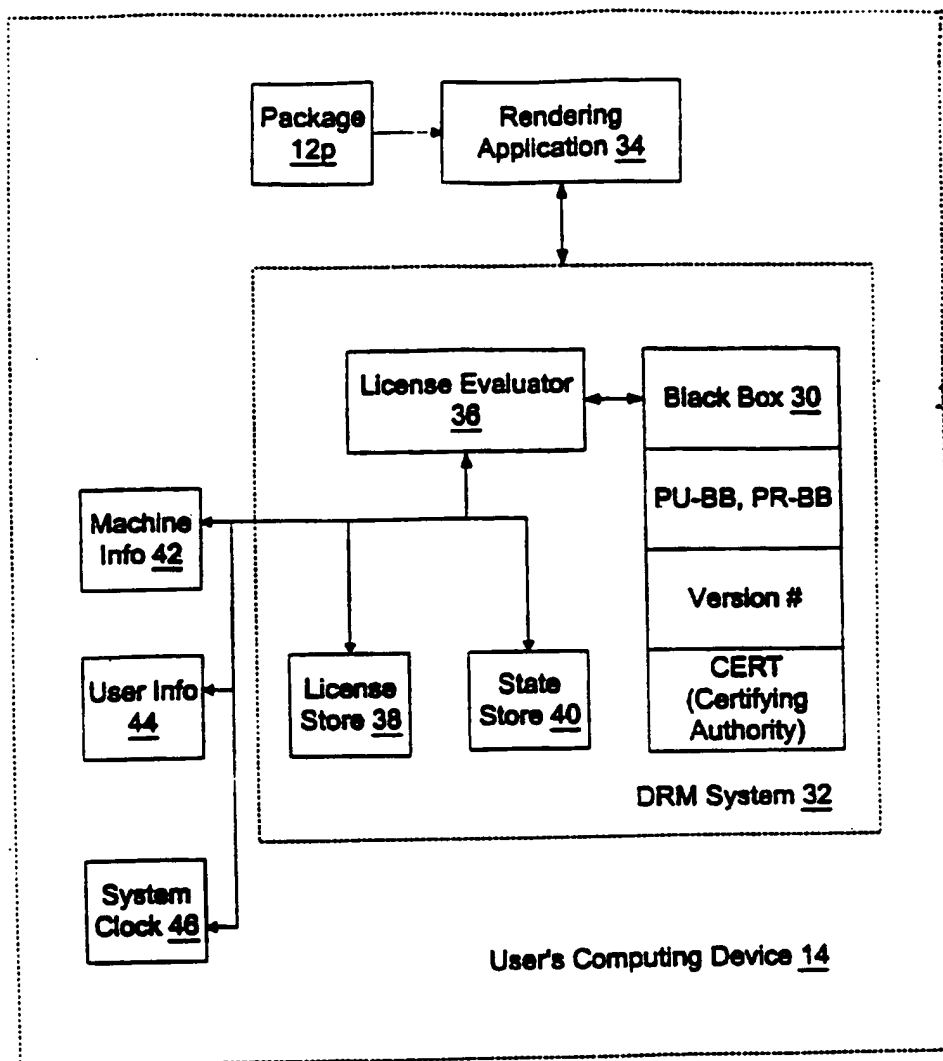 Package
12p
Rendering
Application 34
License Evaluator
36
Black Box 30
PU-BB, PR-BB
Version #
CERT
(Certifying
Authority)
Machine
Info 42
User Info
44
License
Store 38
State
Store 40
DRM System 32
System
Clock 46
User's Computing Device 14